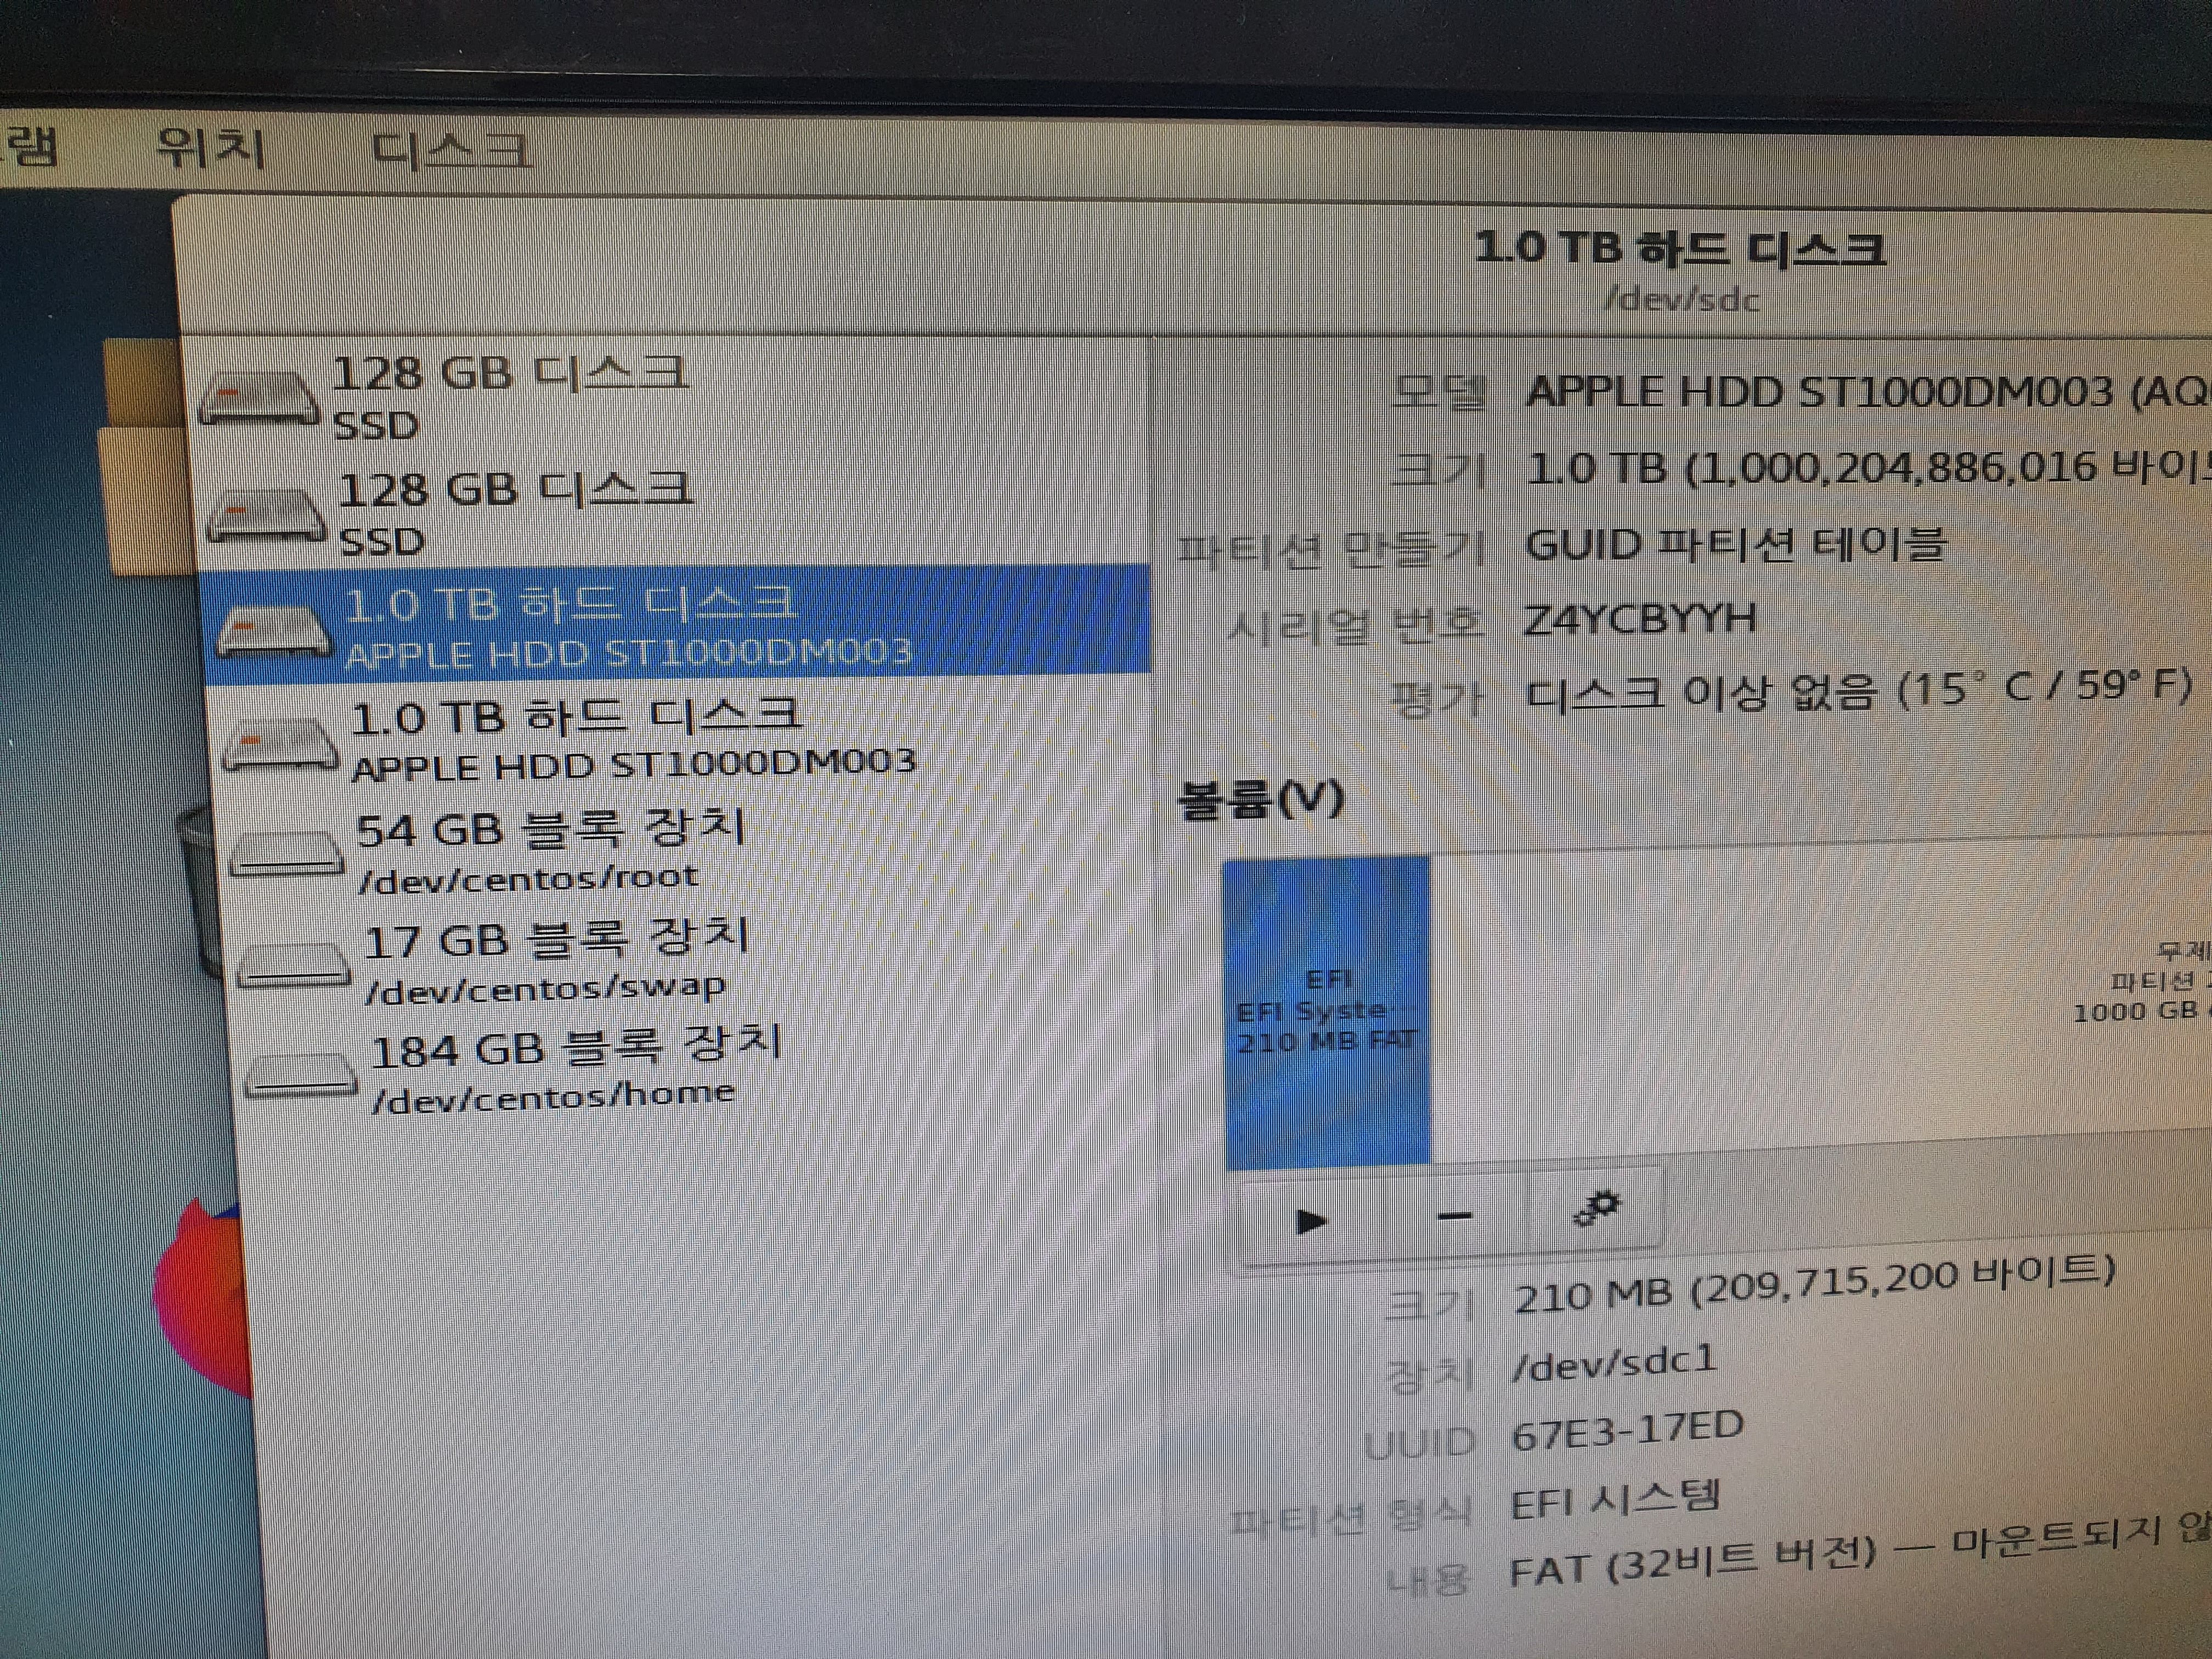 램 위치 디스크
1.0 TB 하드 디스크
/dev/sdc
128 GB 디스크
SSD
128 GB 디스크
SSD
1.0 TB 하드 디스크
APPLE HDD ST1000DM003
1.0 TB 하드 디스크
APPLE HDD ST1000DM003
54 GB 블록 장치
/dev/centos/root
17 GB 블록 장치
/dev/centos/swap
184 GB 블록 장치
/dev/centos/home
모델 APPLE HDD ST1000DM003 (AQ
크기 1.0 TB (1,000,204,886,016 바이
파티션 만들기 GUID 파티션 테이블
시리얼 번호 Z4YCBYYH
평가 디스크 이상 없음 (15° C / 59° F)
볼륨(V)
EFI
EFI Syste…
210 MB FAT
무제
파티션
1000 GB
크기 210 MB (209,715,200 바이트)
장치 /dev/sdc1
UUID 67E3-17ED
파티션 형식 EFI 시스템
내용 FAT (32비트 버전) — 마운트되지 않